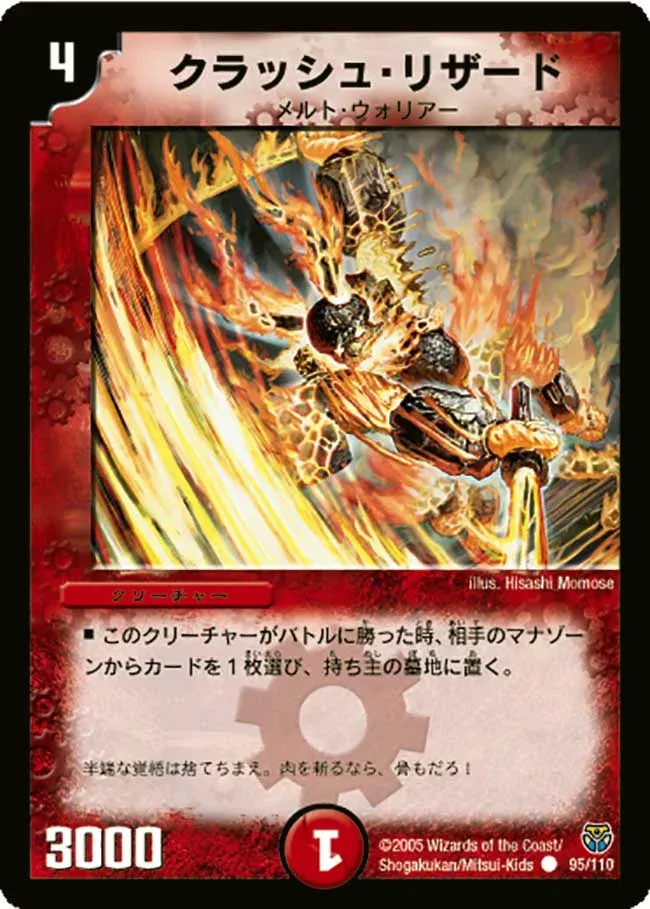 4
クラッシュ・リザード
メルト・ウォリアー
illus. Hisashi Momose
クリーチャー
■ このクリーチャーがバトルに勝った時、相手のマナゾー
ンからカードを1枚選び、持ち主の墓地に置く。
半端な覚悟は捨てちまえ。肉を斬るなら、骨もだろ!
3000
1
©2005 Wizards of the Coast/
Shogakukan/Mitsui-Kids ● 95/110